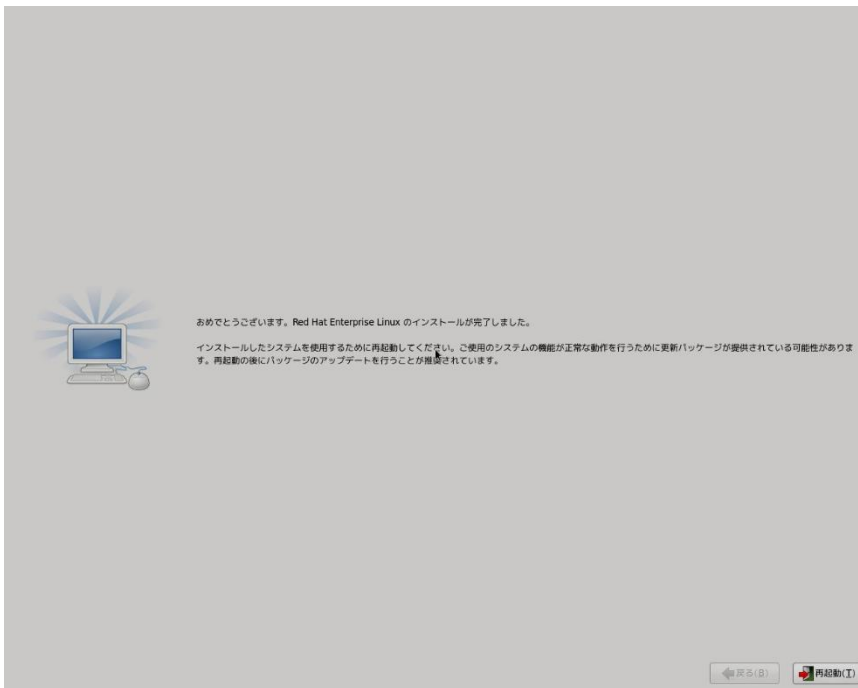 おめでとうございます。Red Hat Enterprise Linux のインストールが完了しました。
インストールしたシステムを使用するために再起動してください。ご使用のシステムの機能が正常な動作を行うために更新パッケージが提供されている可能性がありま
す。再起動の後にパッケージのアップデートを行うことが推奨されています。
戻る(B)
再起動(T)